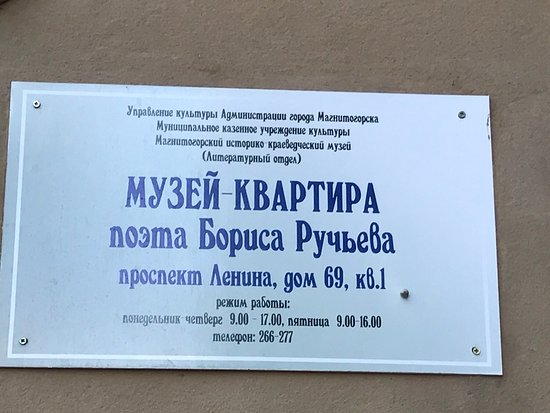 Управление культуры Администрации города Магнитогорска
Муниципальное казенное учреждение культуры
Магнитогорский историко-краеведческий музей
(Литературный отдел)
МУЗЕЙ-КВАРТИРА
поэта Бориса Ручьева
проспект Ленина, дом 69, кв.1
режим работы:
понедельник-четверг 9.00 - 17.00, пятница 9.00-16.00
телефон: 266-277